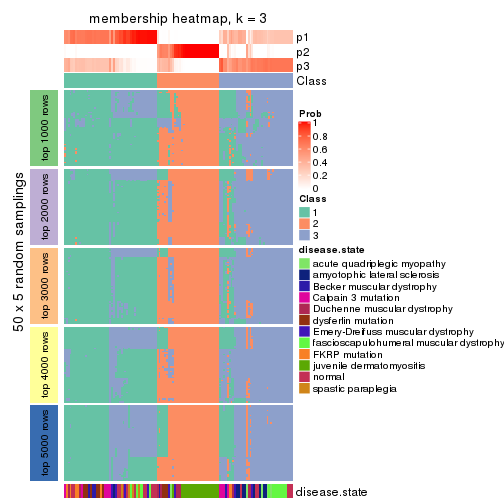 membership heatmap, k = 3
p1
p2
p3
Class
50 x 5 random samplings
top 1000 rows
top 2000 rows
top 3000 rows
top 4000 rows
top 5000 rows
disease.state
Prob
1
0.8
0.6
0.4
0.2
0
Class
1
2
3
disease.state
acute quadriplegic myopathy
amyotophic lateral sclerosis
Becker muscular dystrophy
Calpain 3 mutation
Duchenne muscular dystrophy
dysferlin mutation
Emery-Dreifuss muscular dystrophy
fascioscapulohumeral muscular dystrophy
FKRP mutation
juvenile dermatomyositis
normal
spastic paraplegia